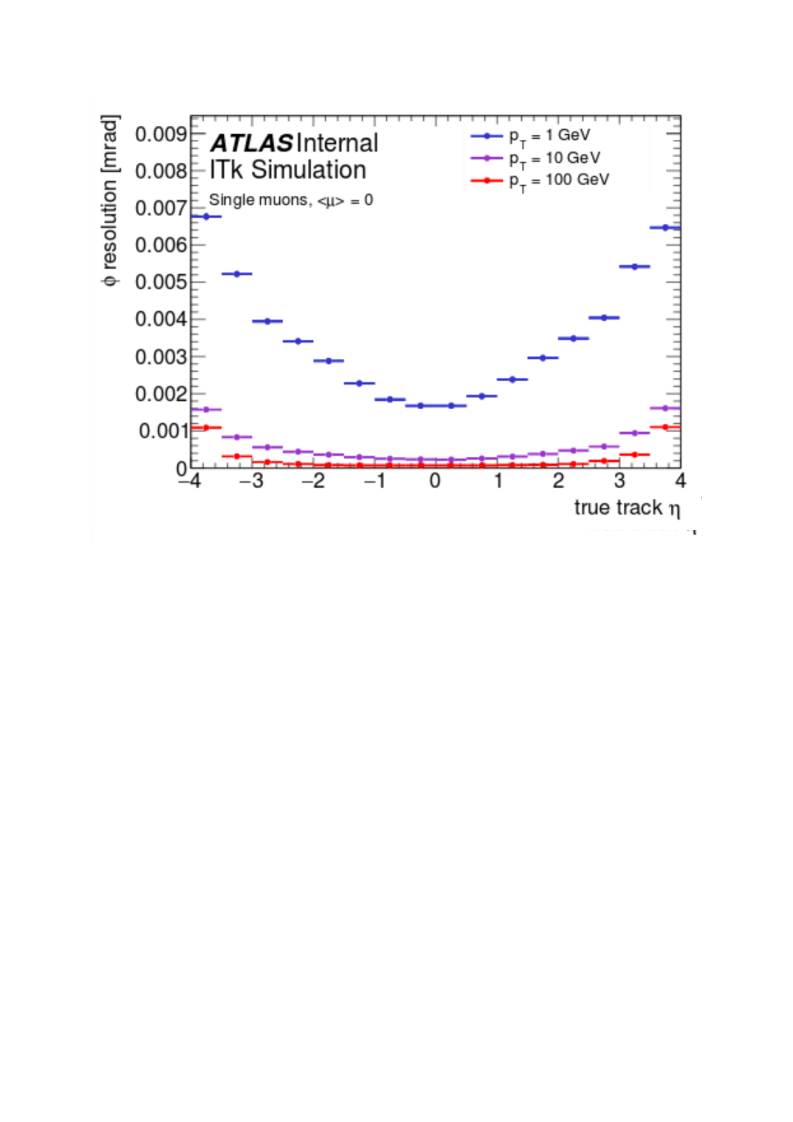 ATLAS Internal
ITk Simulation
Single muons, <μ> = 0
p_T = 1 GeV
p_T = 10 GeV
p_T = 100 GeV
ϕ resolution [mrad]
0.009
0.008
0.007
0.006
0.005
0.004
0.003
0.002
0.001
0
−4 −3 −2 −1 0 1 2 3 4
true track η